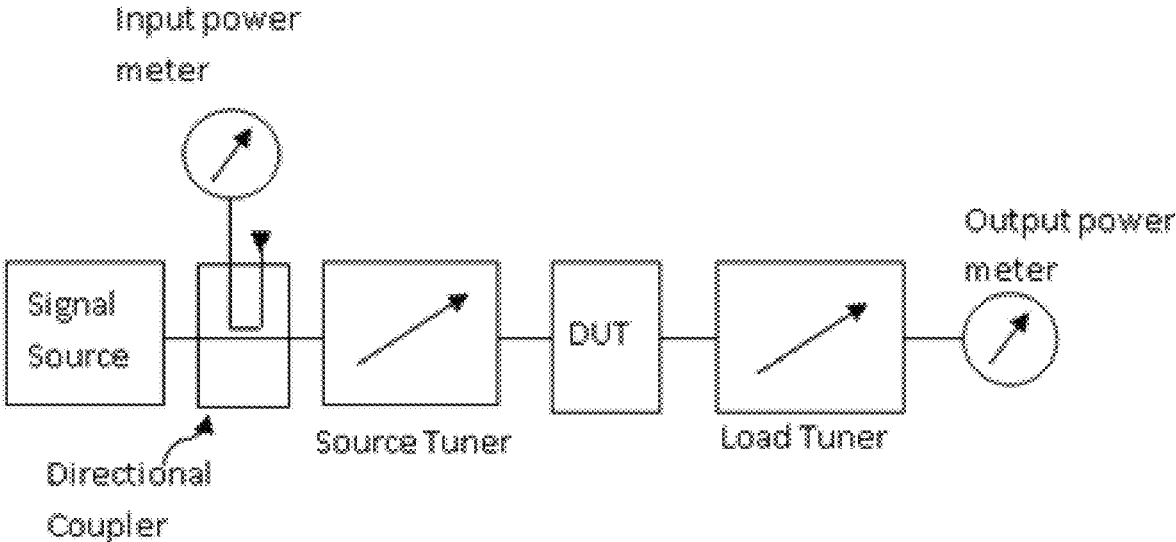 Input power
meter
Output power
meter
Signal
Source
DUT
Source Tuner
Load Tuner
Directional
Coupler